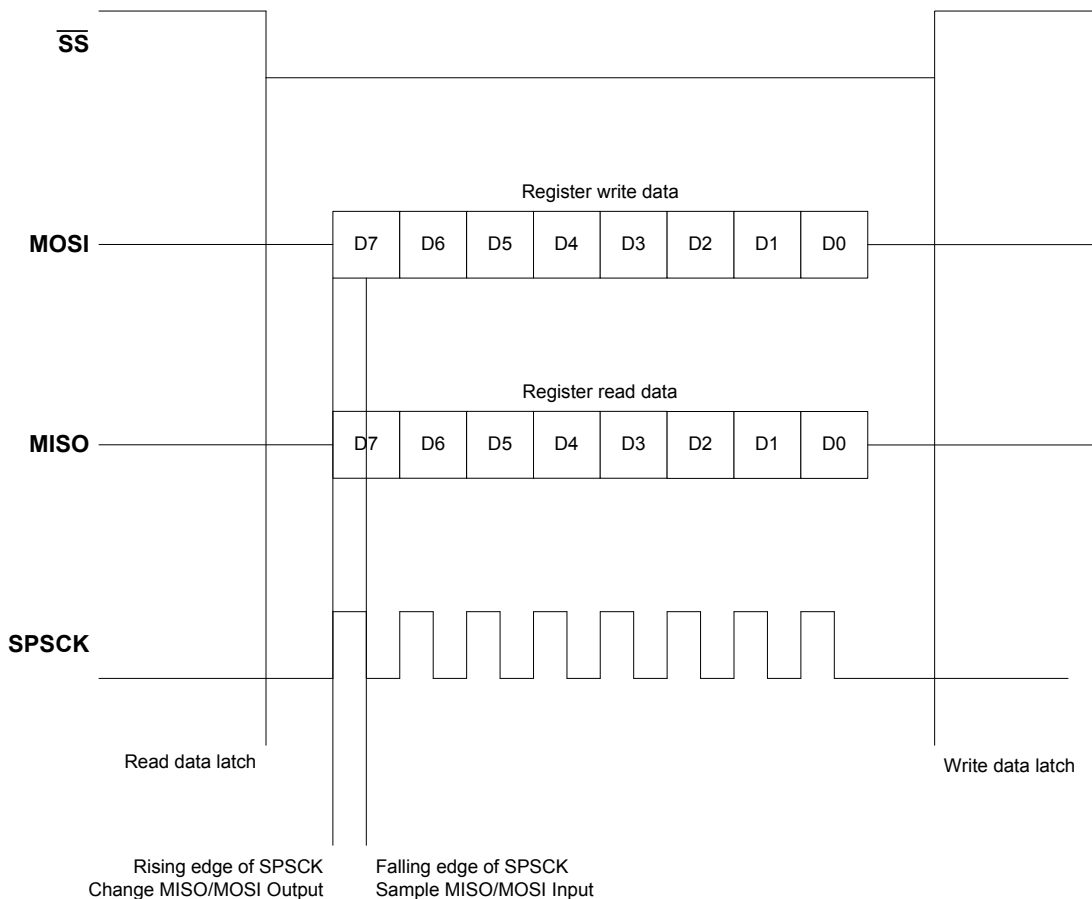 SS
Register write data
MOSI
D7 D6 D5 D4 D3 D2 D1 D0
Register read data
MISO
D7 D6 D5 D4 D3 D2 D1 D0
SPSCK
Read data latch
Write data latch
Rising edge of SPSCK
Change MISO/MOSI Output
Falling edge of SPSCK
Sample MISO/MOSI Input